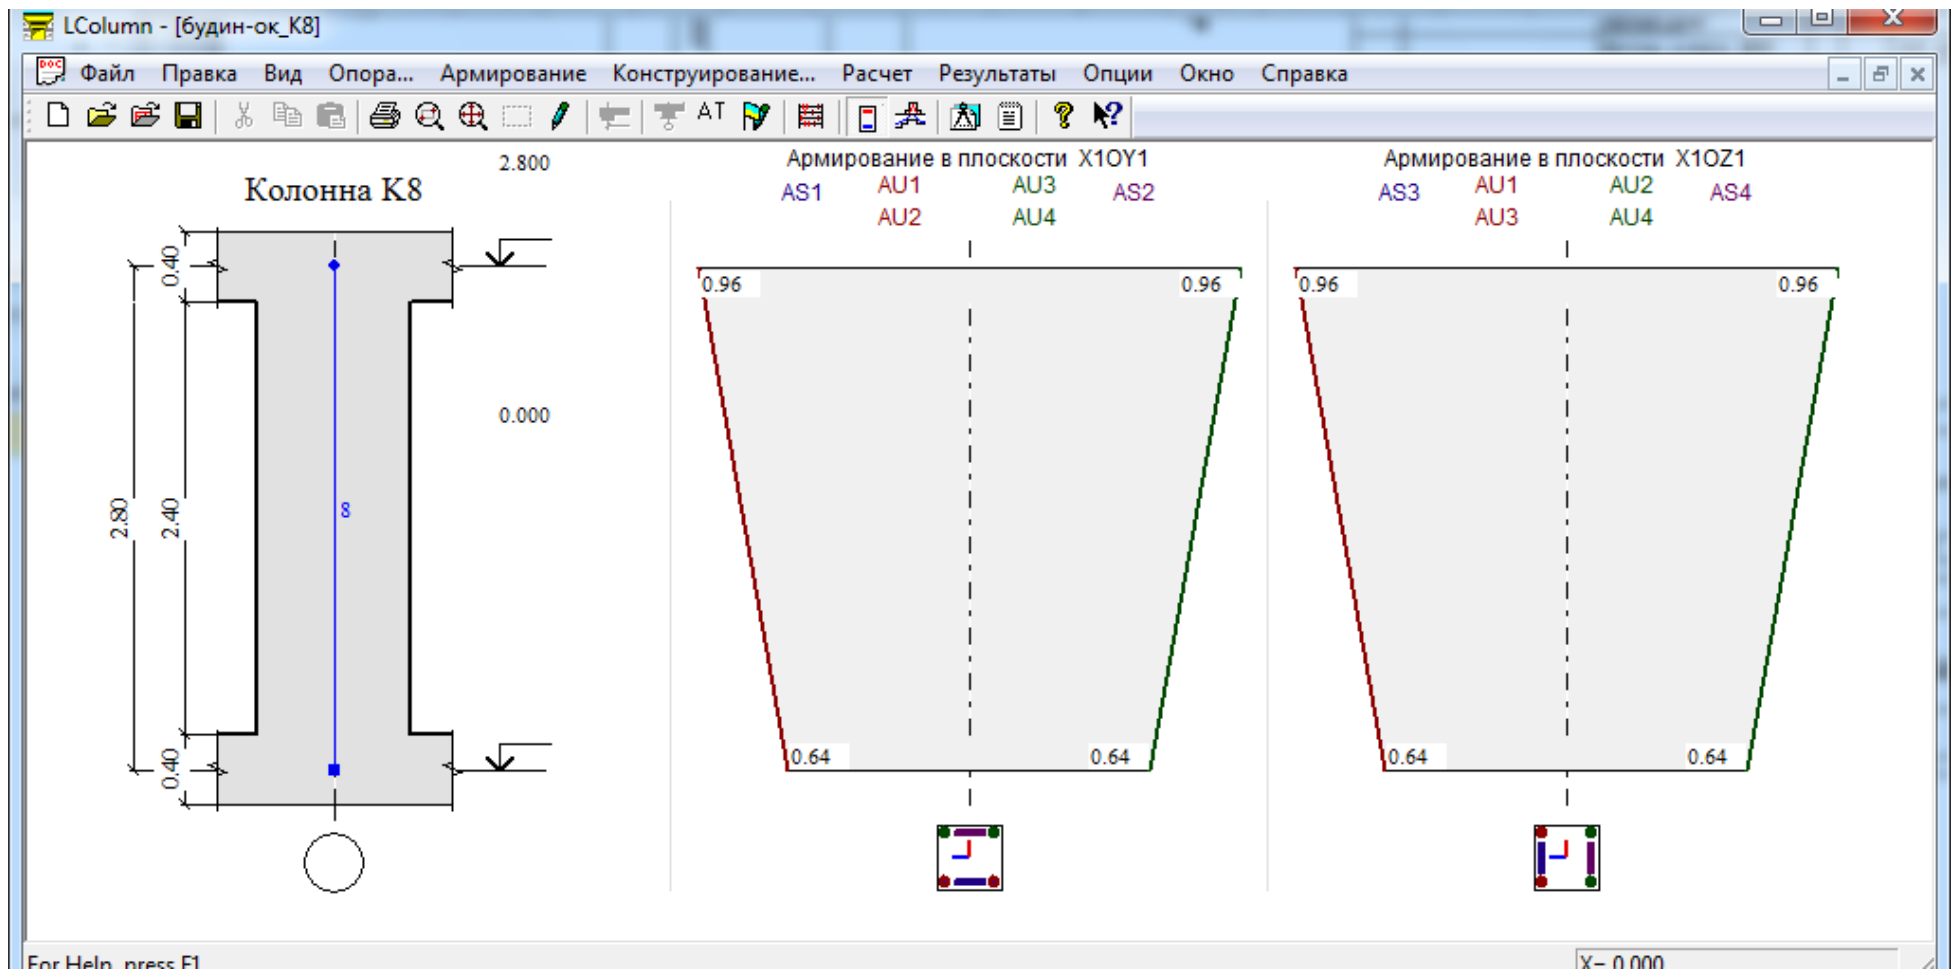 LColumn - [будин-ок_K8]
Файл Правка Вид Опора... Армирование Конструирование... Расчет Результаты Опции Окно Справка
AT
Колонна K8
2.800
0.000
0.40
2.80
2.40
0.40
8
Армирование в плоскости X1OY1
AS1 AU1 AU3 AS2
AU2 AU4
0.96 0.96
0.64 0.64
Армирование в плоскости X1OZ1
AS3 AU1 AU2 AS4
AU3 AU4
0.96 0.96
0.64 0.64
For Help, press F1
X= 0.000